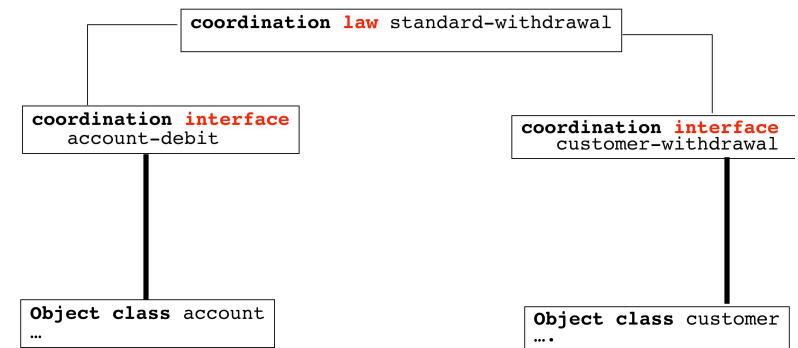 coordination law standard-withdrawal
coordination interface
account-debit
coordination interface
customer-withdrawal
Object class account
…
Object class customer
….